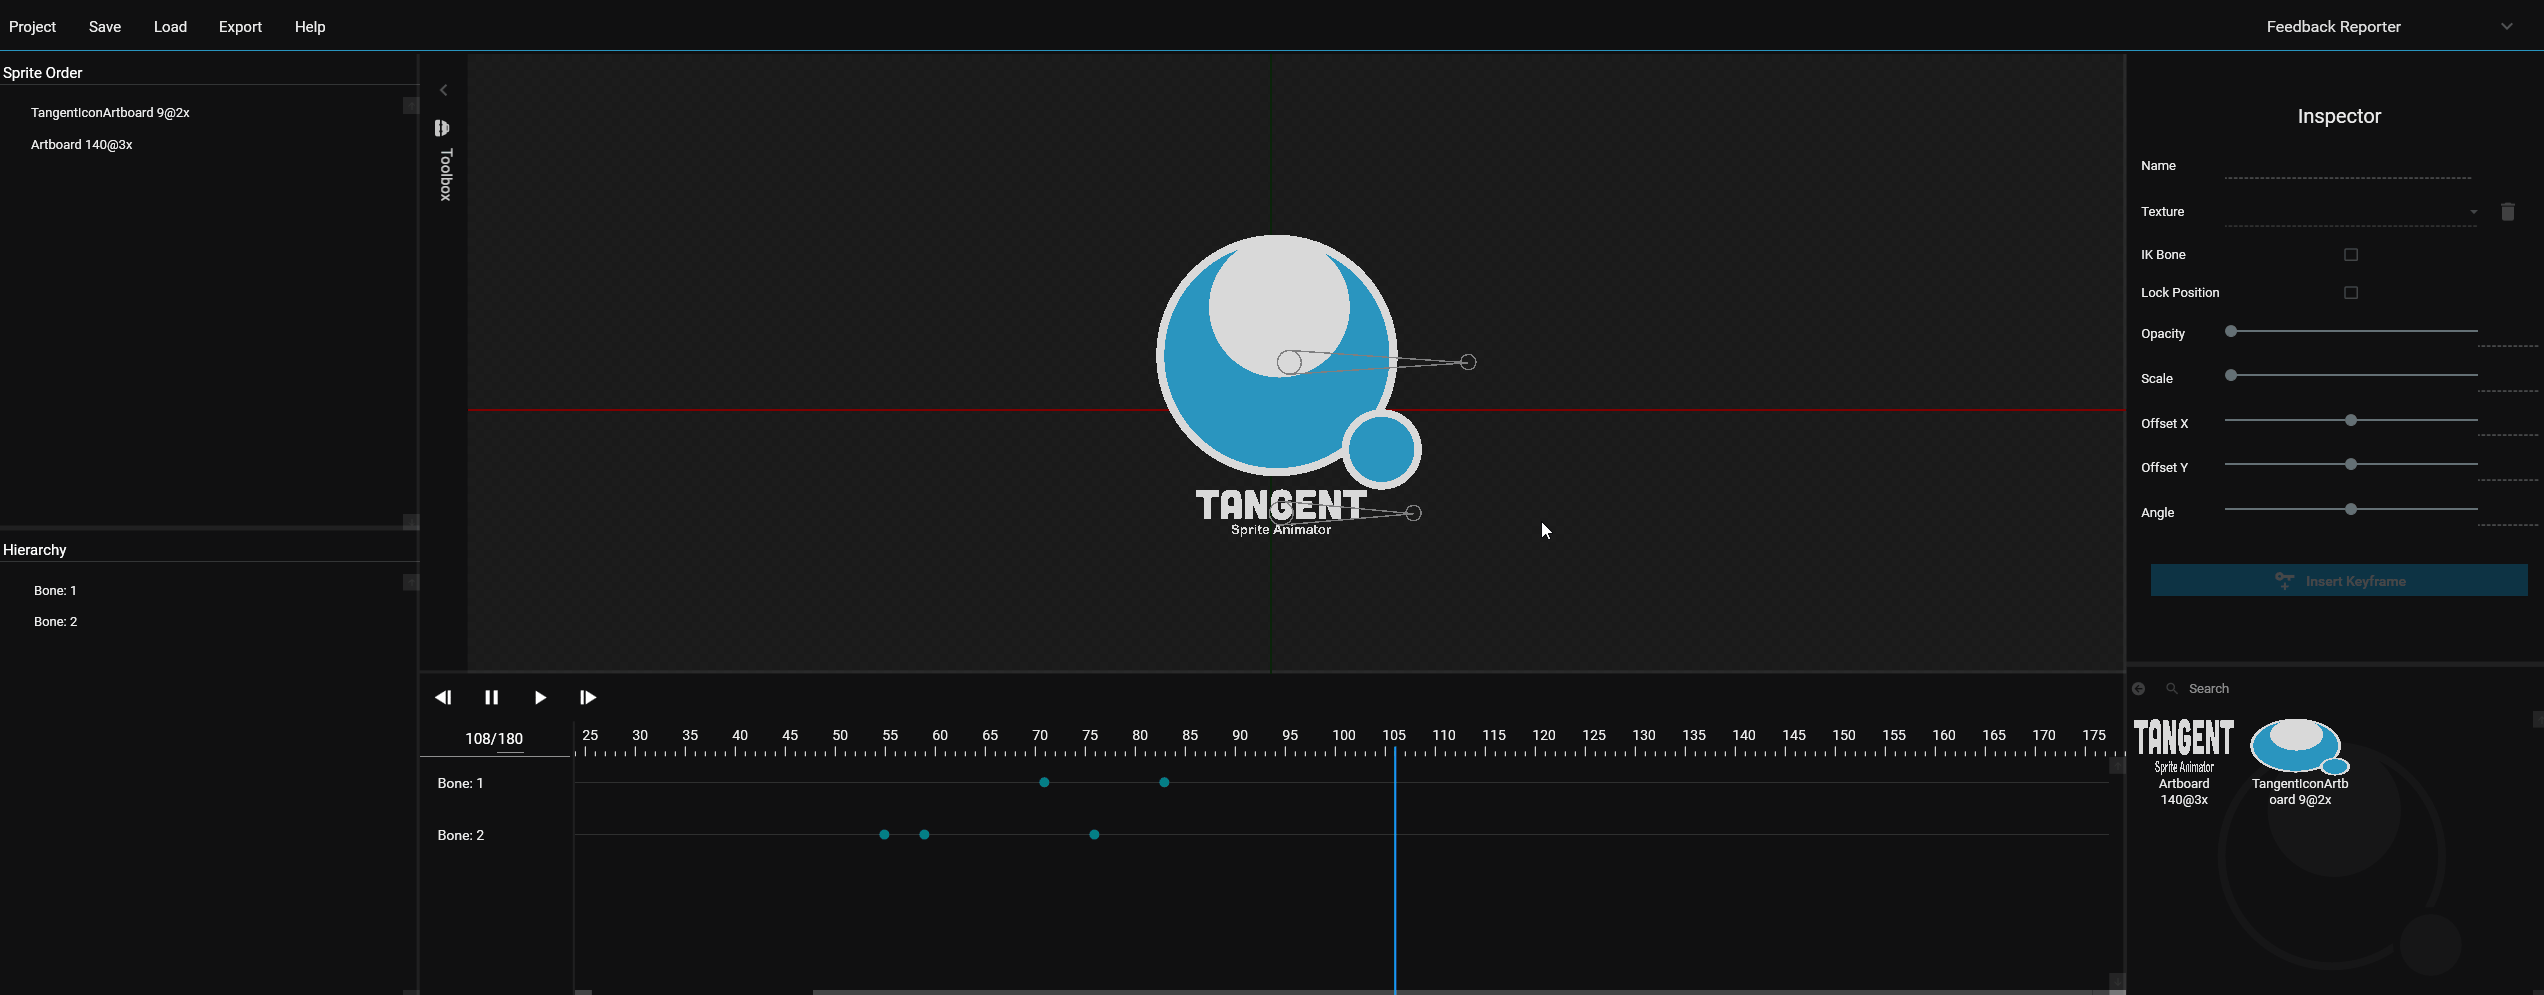 Project Save Load Export Help Feedback Reporter
Sprite Order
TangentIconArtboard 9@2x
Artboard 140@3x
Toolbox
TANGENT
Sprite Animator
Hierarchy
Bone: 1
Bone: 2
108/180
25 30 35 40 45 50 55 60 65 70 75 80 85 90 95 100 105 110 115 120 125 130 135 140 145 150 155 160 165 170 175
Bone: 1
Bone: 2
Inspector
Name
Texture
IK Bone
Lock Position
Opacity
Scale
Offset X
Offset Y
Angle
Insert Keyframe
Search
TANGENT
Sprite Animator
Artboard
140@3x
TangentIconArtb
oard 9@2x